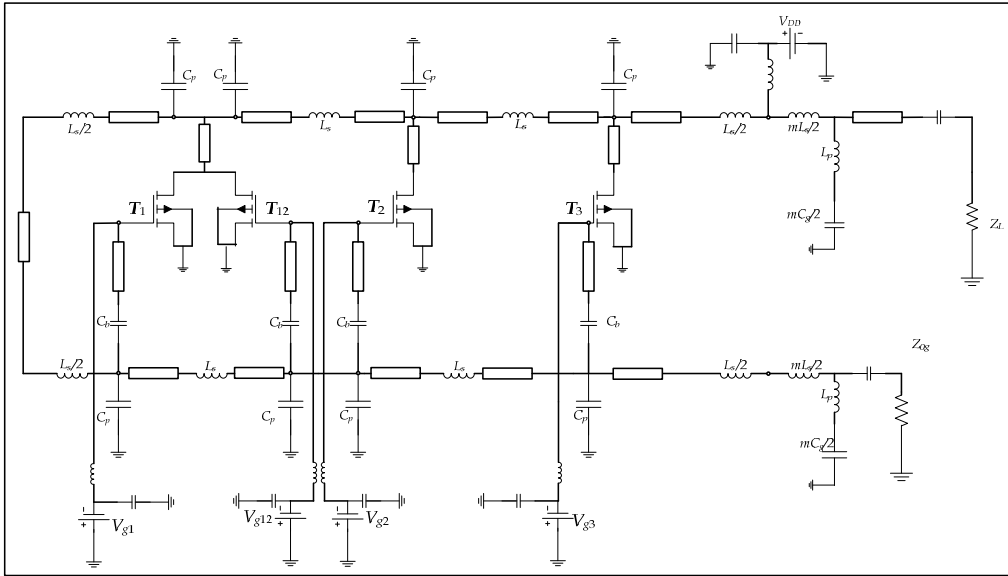 V_DD
C_p C_p C_p C_p
L_s/2 L_s L_s L_s/2 mL_s/2
L_p
T_1 T_12 T_2 T_3
mC_g/2
Z_L
C_b C_b C_b C_b
Z_0g
L_s/2 L_s L_s L_s/2 mL_s/2
L_p
C_p C_p C_p C_p
mC_g/2
V_g1 V_g12 V_g2 V_g3